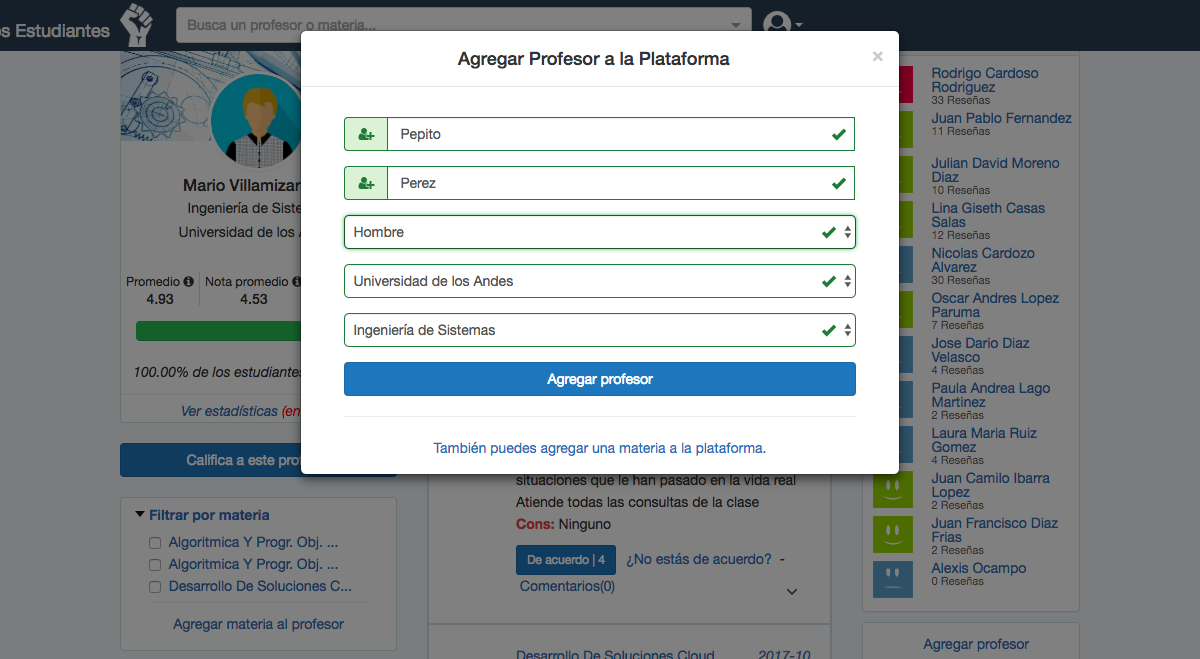 os Estudiantes
Busca un profesor o materia...
Agregar Profesor a la Plataforma
×
Pepito
Perez
Hombre
Universidad de los Andes
Ingeniería de Sistemas
Agregar profesor
También puedes agregar una materia a la plataforma.
Mario Villamizar
Ingeniería de Siste
Universidad de los
Promedio
Nota promedio
4.93
4.53
100.00% de los estudiantes
Ver estadísticas (en
Califica a este prof
Filtrar por materia
Algoritmica Y Progr. Obj. ...
Algoritmica Y Progr. Obj. ...
Desarrollo De Soluciones C...
Agregar materia al profesor
situaciones que le han pasado en la vida real
Atiende todas las consultas de la clase
Cons: Ninguno
De acuerdo | 4 ¿No estás de acuerdo? -
Comentarios(0)
Desarrollo De Soluciones Cloud 2017-10
Rodrigo Cardoso
Rodriguez
33 Reseñas
Juan Pablo Fernandez
11 Reseñas
Julian David Moreno
Diaz
10 Reseñas
Lina Giseth Casas
Salas
12 Reseñas
Nicolas Cardozo
Alvarez
30 Reseñas
Oscar Andres Lopez
Paruma
7 Reseñas
Jose Dario Diaz
Velasco
4 Reseñas
Paula Andrea Lago
Martinez
2 Reseñas
Laura Maria Ruiz
Gomez
4 Reseñas
Juan Camilo Ibarra
Lopez
2 Reseñas
Juan Francisco Diaz
Frias
2 Reseñas
Alexis Ocampo
0 Reseñas
Agregar profesor